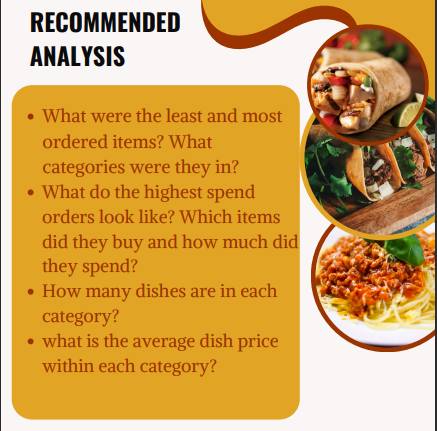 RECOMMENDED
ANALYSIS
• What were the least and most
ordered items? What
categories were they in?
• What do the highest spend
orders look like? Which items
did they buy and how much did
they spend?
• How many dishes are in each
category?
• what is the average dish price
within each category?